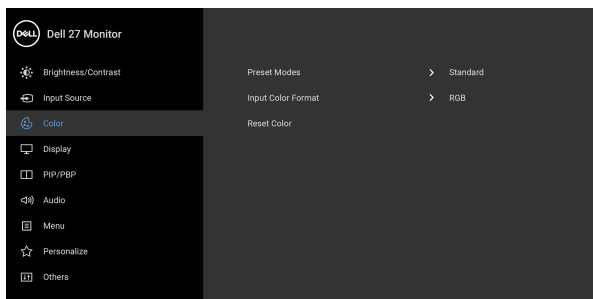 DELL Dell 27 Monitor
Brightness/Contrast
Preset Modes Standard
Input Source
Input Color Format RGB
Color
Reset Color
Display
PIP/PBP
Audio
Menu
Personalize
Others